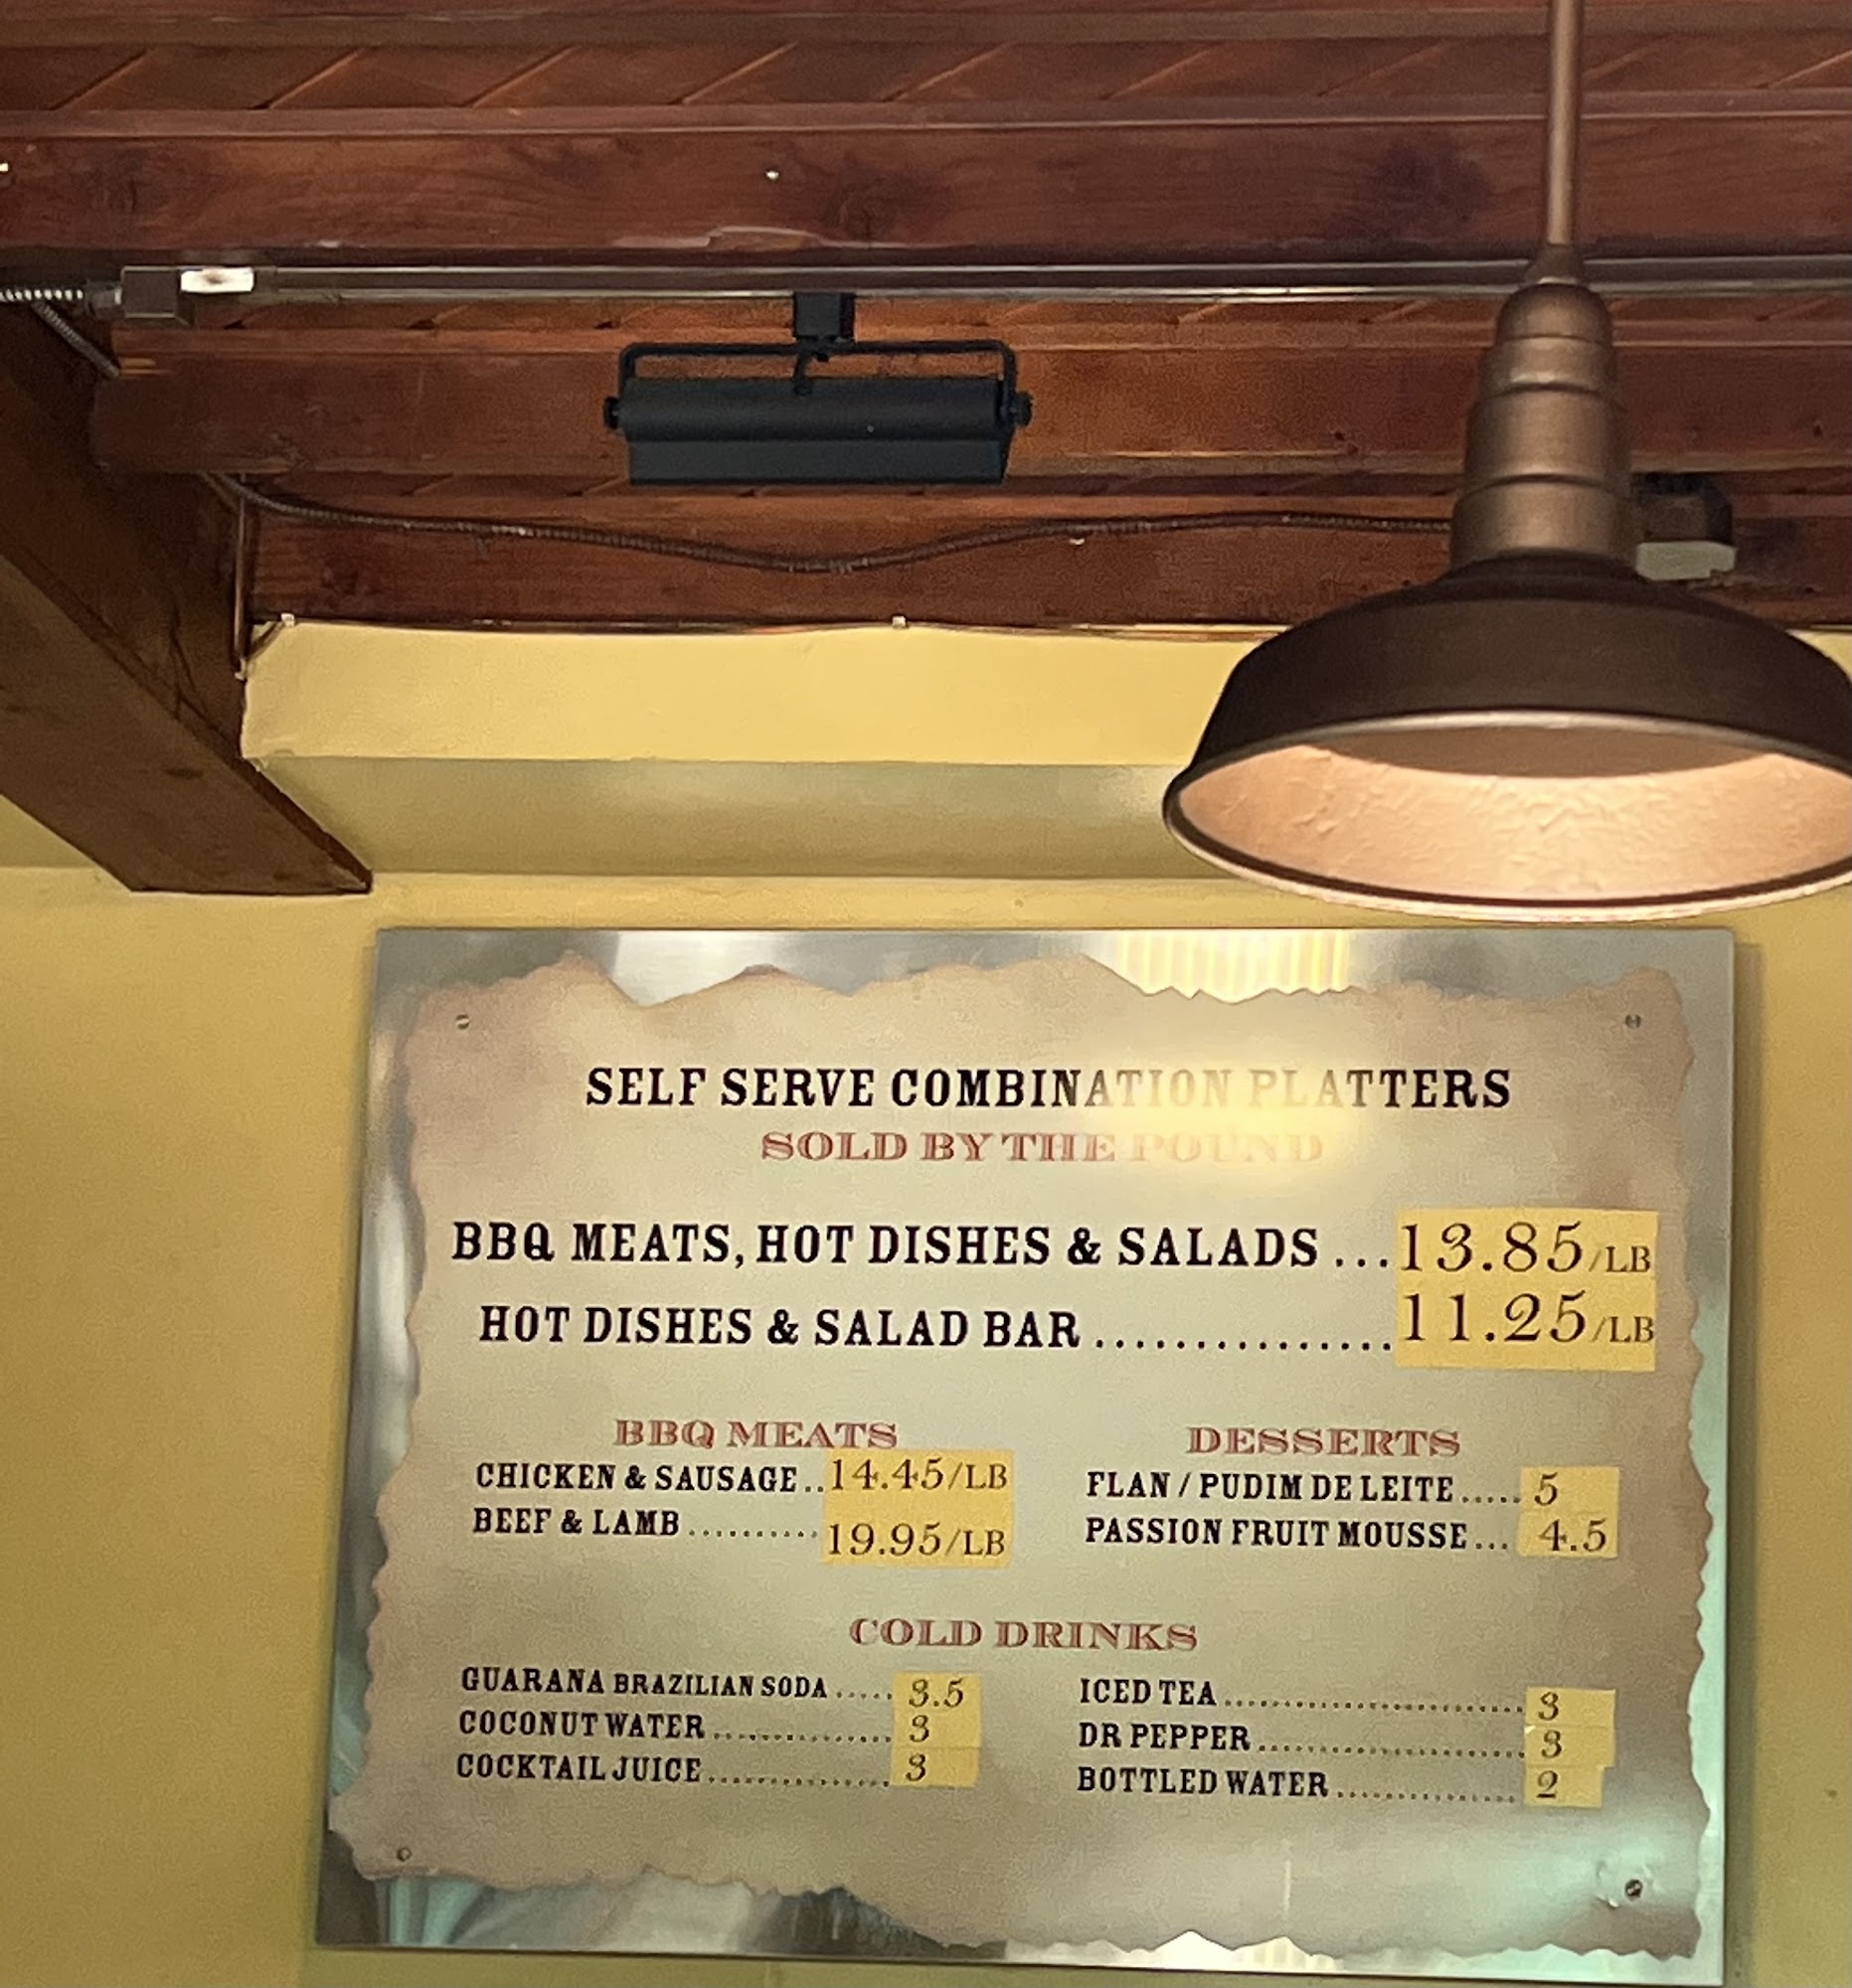 SELF SERVE COMBINATION PLATTERS
SOLD BY THE POUND
BBQ MEATS, HOT DISHES & SALADS ...13.85/LB
HOT DISHES & SALAD BAR ...............11.25/LB
BBQ MEATS
CHICKEN & SAUSAGE..14.45/LB
BEEF & LAMB ..........19.95/LB
DESSERTS
FLAN / PUDIM DE LEITE ..... 5
PASSION FRUIT MOUSSE... 4.5
COLD DRINKS
GUARANA BRAZILIAN SODA ..... 3.5
COCONUT WATER ................ 3
COCKTAIL JUICE ................ 3
ICED TEA ............................ 3
DR PEPPER ......................... 3
BOTTLED WATER ................ 2